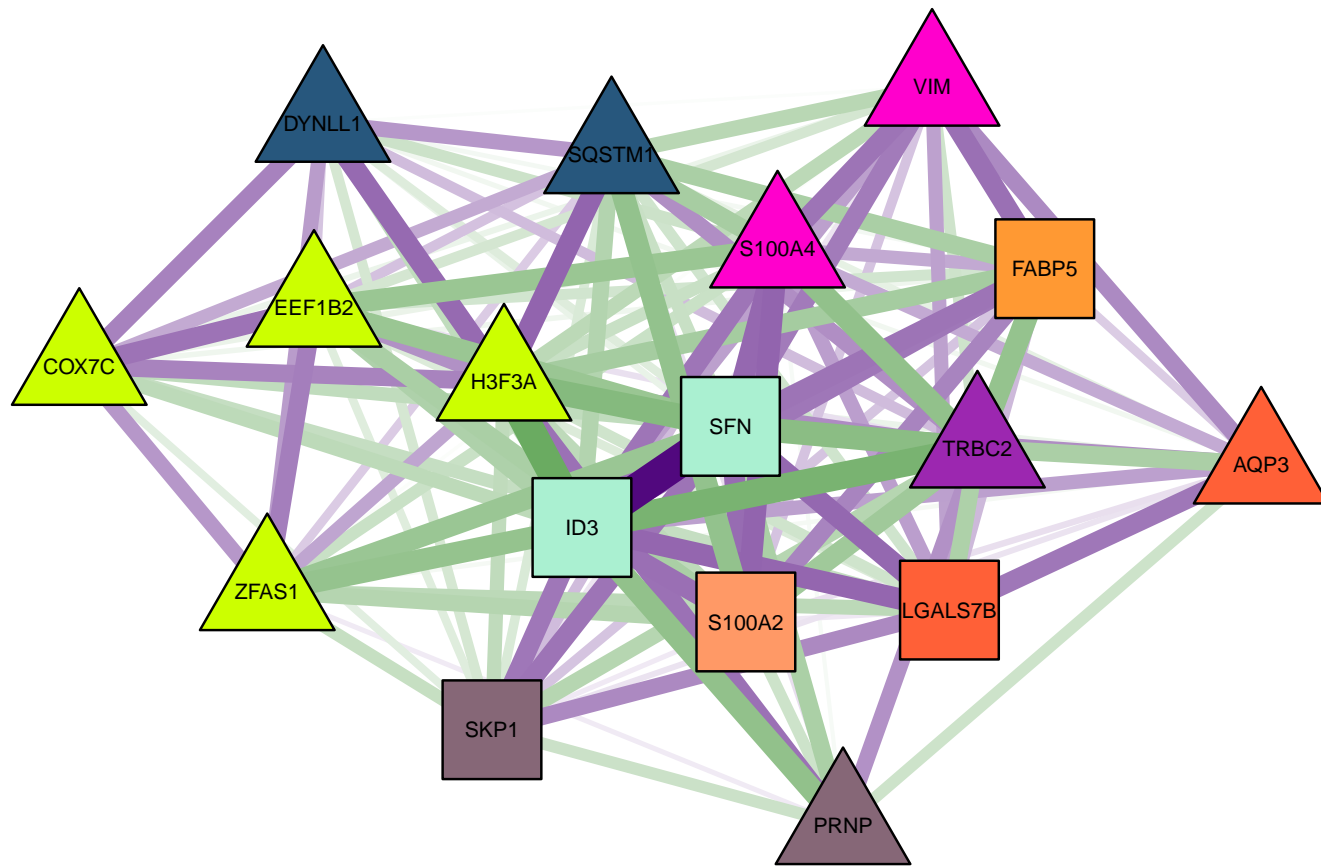 VIM
DYNLL1
SQSTM1
S100A4
FABP5
EEF1B2
COX7C
H3F3A
SFN
TRBC2
AQP3
ID3
ZFAS1
S100A2
LGALS7B
SKP1
PRNP